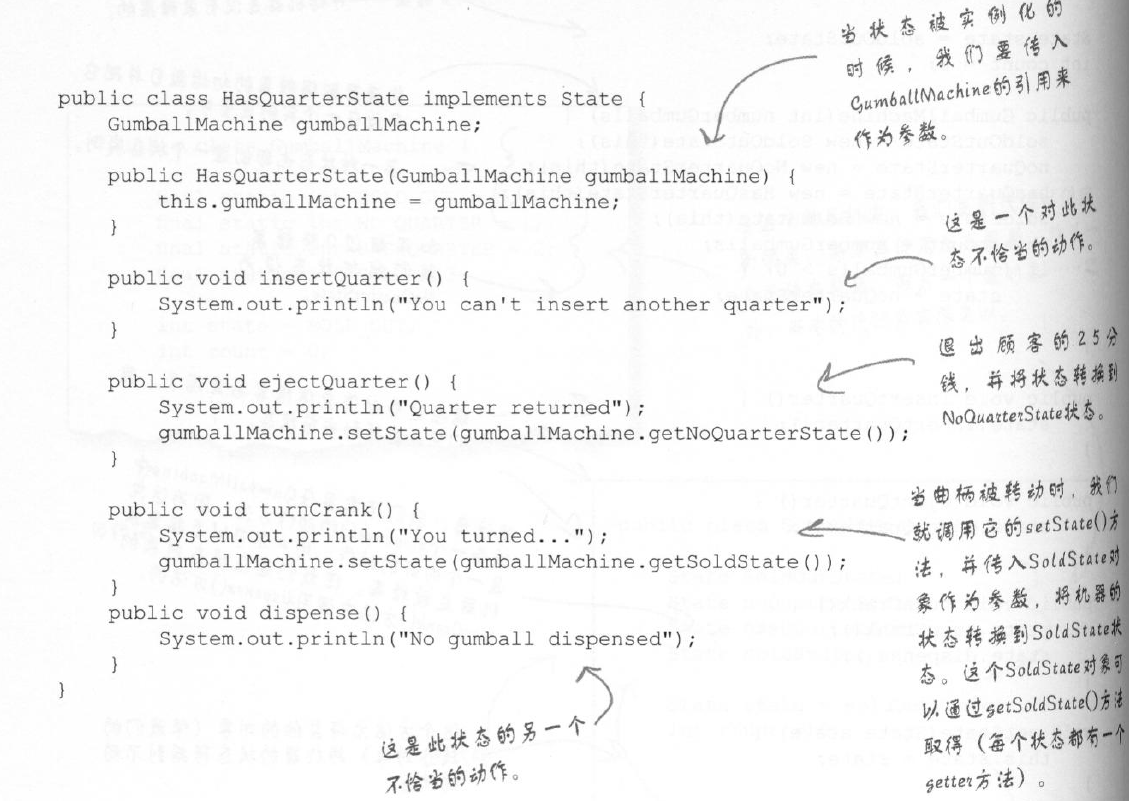 当状态被实例化的
时候，我们要传入
GumballMachine的引用来
作为参数。
public class HasQuarterState implements State {
GumballMachine gumballMachine;
public HasQuarterState(GumballMachine gumballMachine) {
this.gumballMachine = gumballMachine;
}
这是一个对此状
态不恰当的动作。
public void insertQuarter() {
System.out.println("You can't insert another quarter");
}
退出顾客的25分
钱，并将状态转换到
NoQuarterState状态。
public void ejectQuarter() {
System.out.println("Quarter returned");
gumballMachine.setState(gumballMachine.getNoQuarterState());
}
当曲柄被转动时，我们
就调用它的setState()方
法，并传入SoldState对
象作为参数，将机器的
状态转换到SoldState状
态。这个SoldState对象可
以通过getSoldState()方法
取得（每个状态都有一个
getter方法）。
public void turnCrank() {
System.out.println("You turned...");
gumballMachine.setState(gumballMachine.getSoldState());
}
public void dispense() {
System.out.println("No gumball dispensed");
}
}
这是此状态的另一个
不恰当的动作。